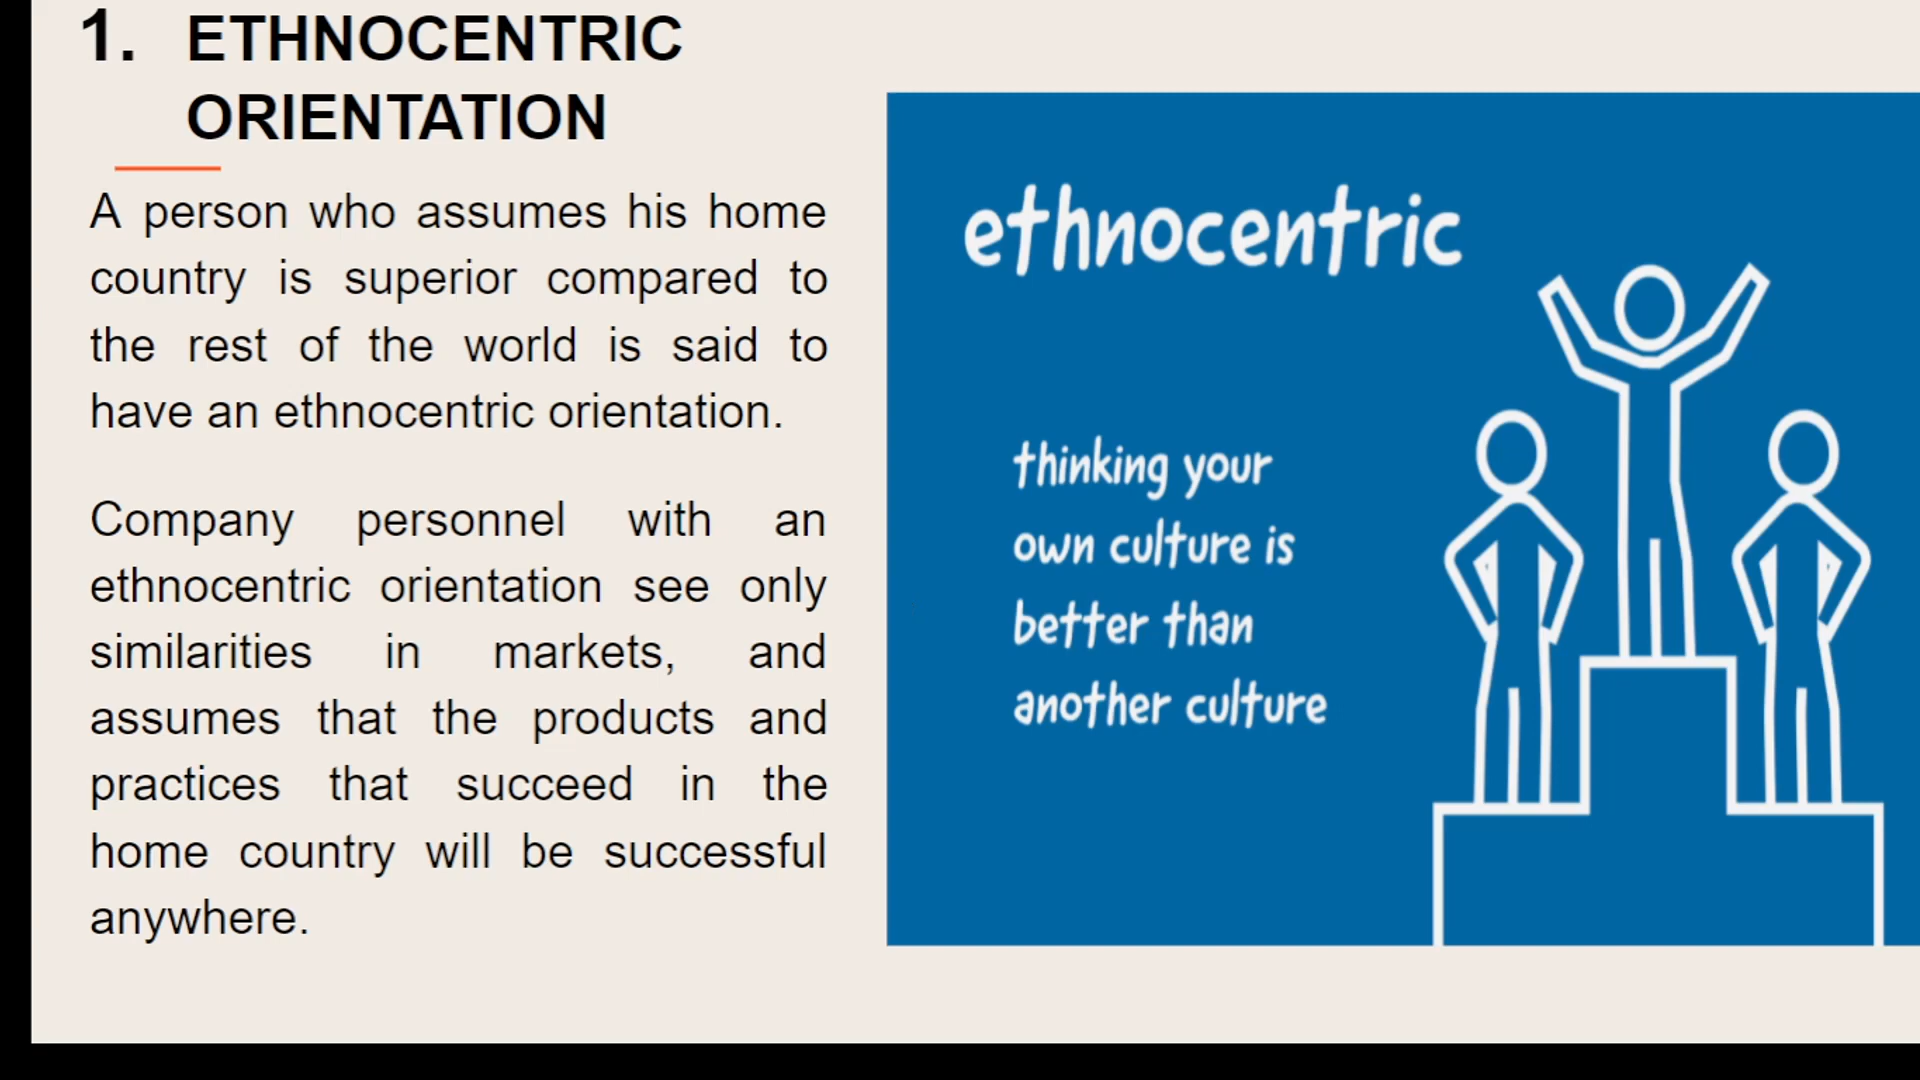 1. ETHNOCENTRIC
ORIENTATION
A person who assumes his home
country is superior compared to
the rest of the world is said to
have an ethnocentric orientation.
Company personnel with an
ethnocentric orientation see only
similarities in markets, and
assumes that the products and
practices that succeed in the
home country will be successful
anywhere.
ethnocentric
thinking your
own culture is
better than
another culture